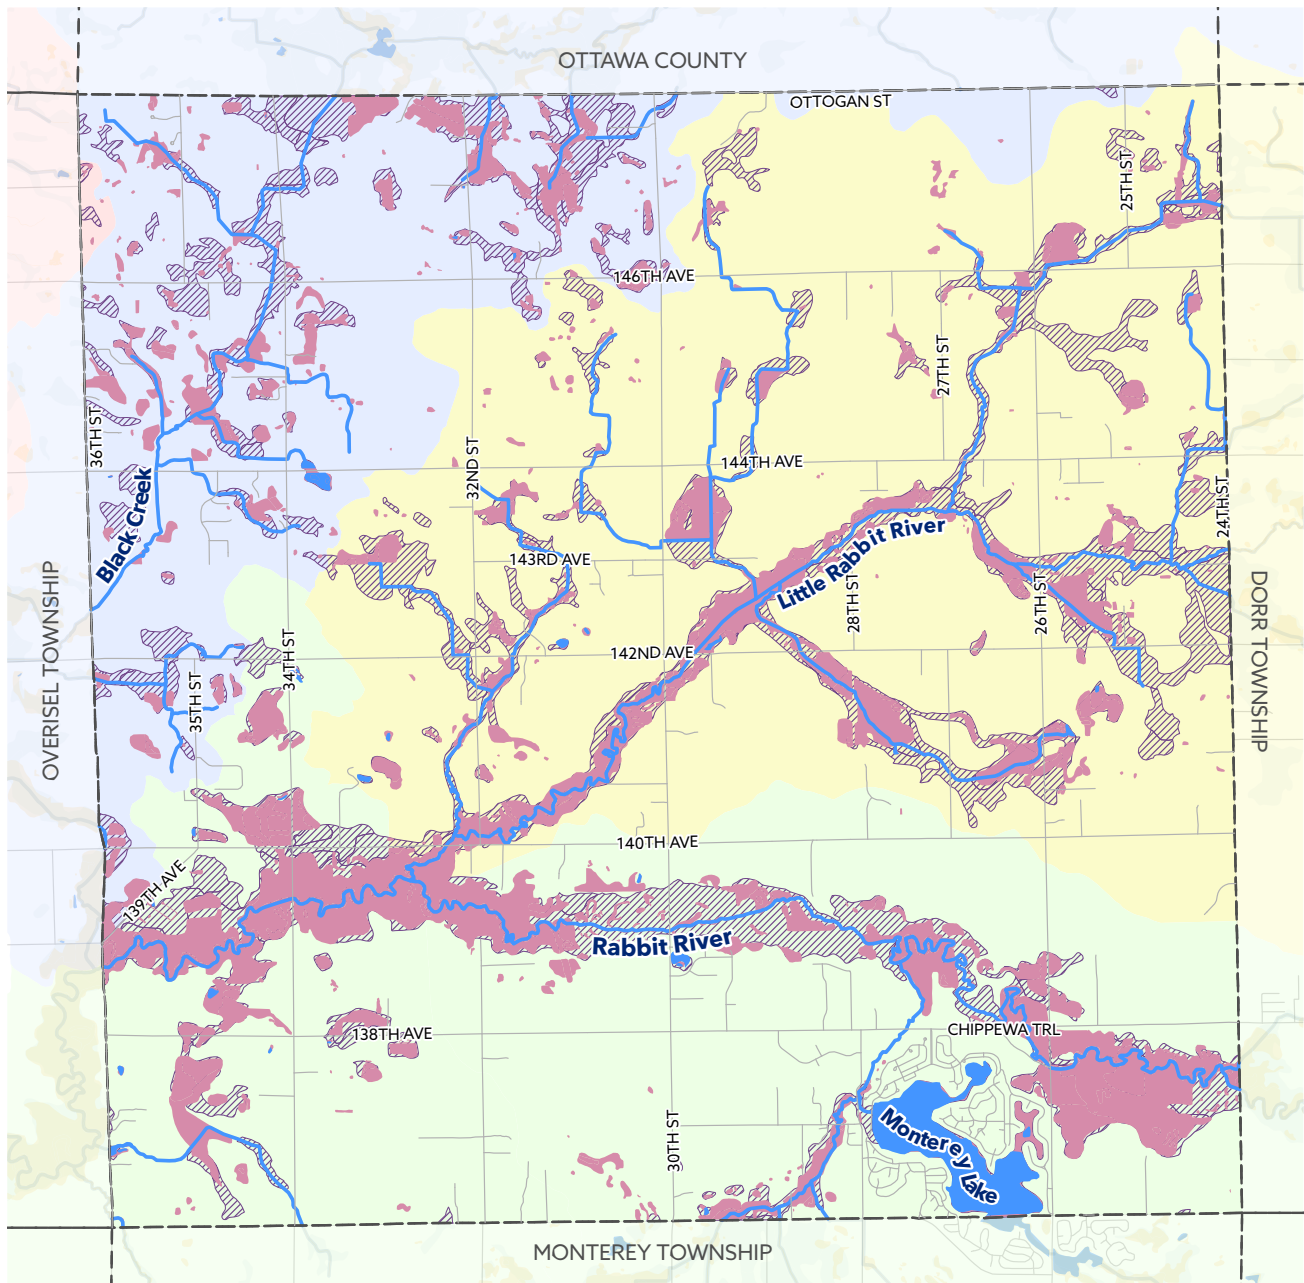 OTTAWA COUNTY
OTTOGAN ST
25TH ST
146TH AVE
27TH ST
36TH ST
32ND ST
144TH AVE
24TH ST
Black Creek
Little Rabbit River
143RD AVE
OVERISEL TOWNSHIP
DORR TOWNSHIP
28TH ST
26TH ST
142ND AVE
34TH ST
35TH ST
140TH AVE
139TH AVE
Rabbit River
138TH AVE
CHIPPEWA TRL
30TH ST
Monterey Lake
MONTEREY TOWNSHIP